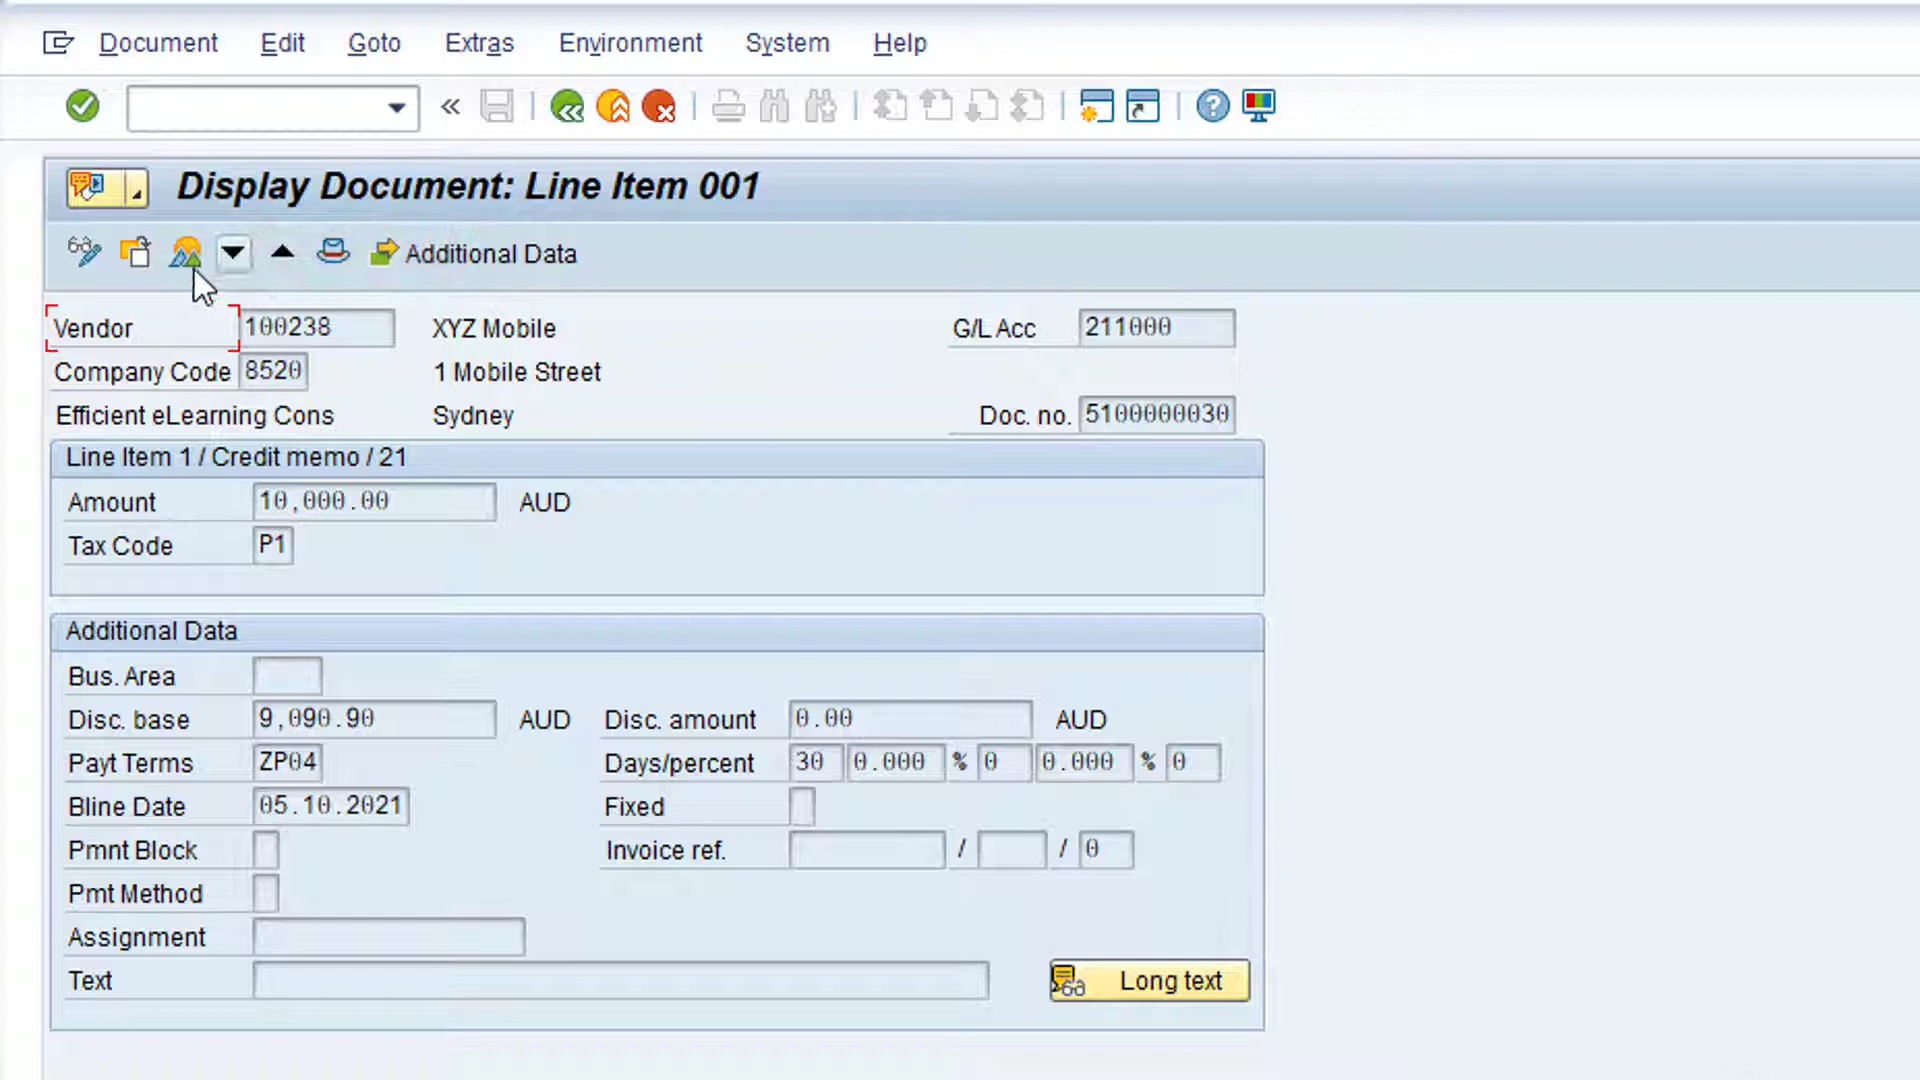 Document Edit Goto Extras Environment System Help
Display Document: Line Item 001
Additional Data
Vendor 100238 XYZ Mobile G/L Acc 211000
Company Code 8520 1 Mobile Street
Efficient eLearning Cons Sydney Doc. no. 5100000030
Line Item 1 / Credit memo / 21
Amount 10,000.00 AUD
Tax Code P1
Additional Data
Bus. Area
Disc. base 9,090.90 AUD Disc. amount 0.00 AUD
Payt Terms ZP04 Days/percent 30 0.000 % 0 0.000 % 0
Bline Date 05.10.2021 Fixed
Pmnt Block Invoice ref. / / 0
Pmt Method
Assignment
Text Long text